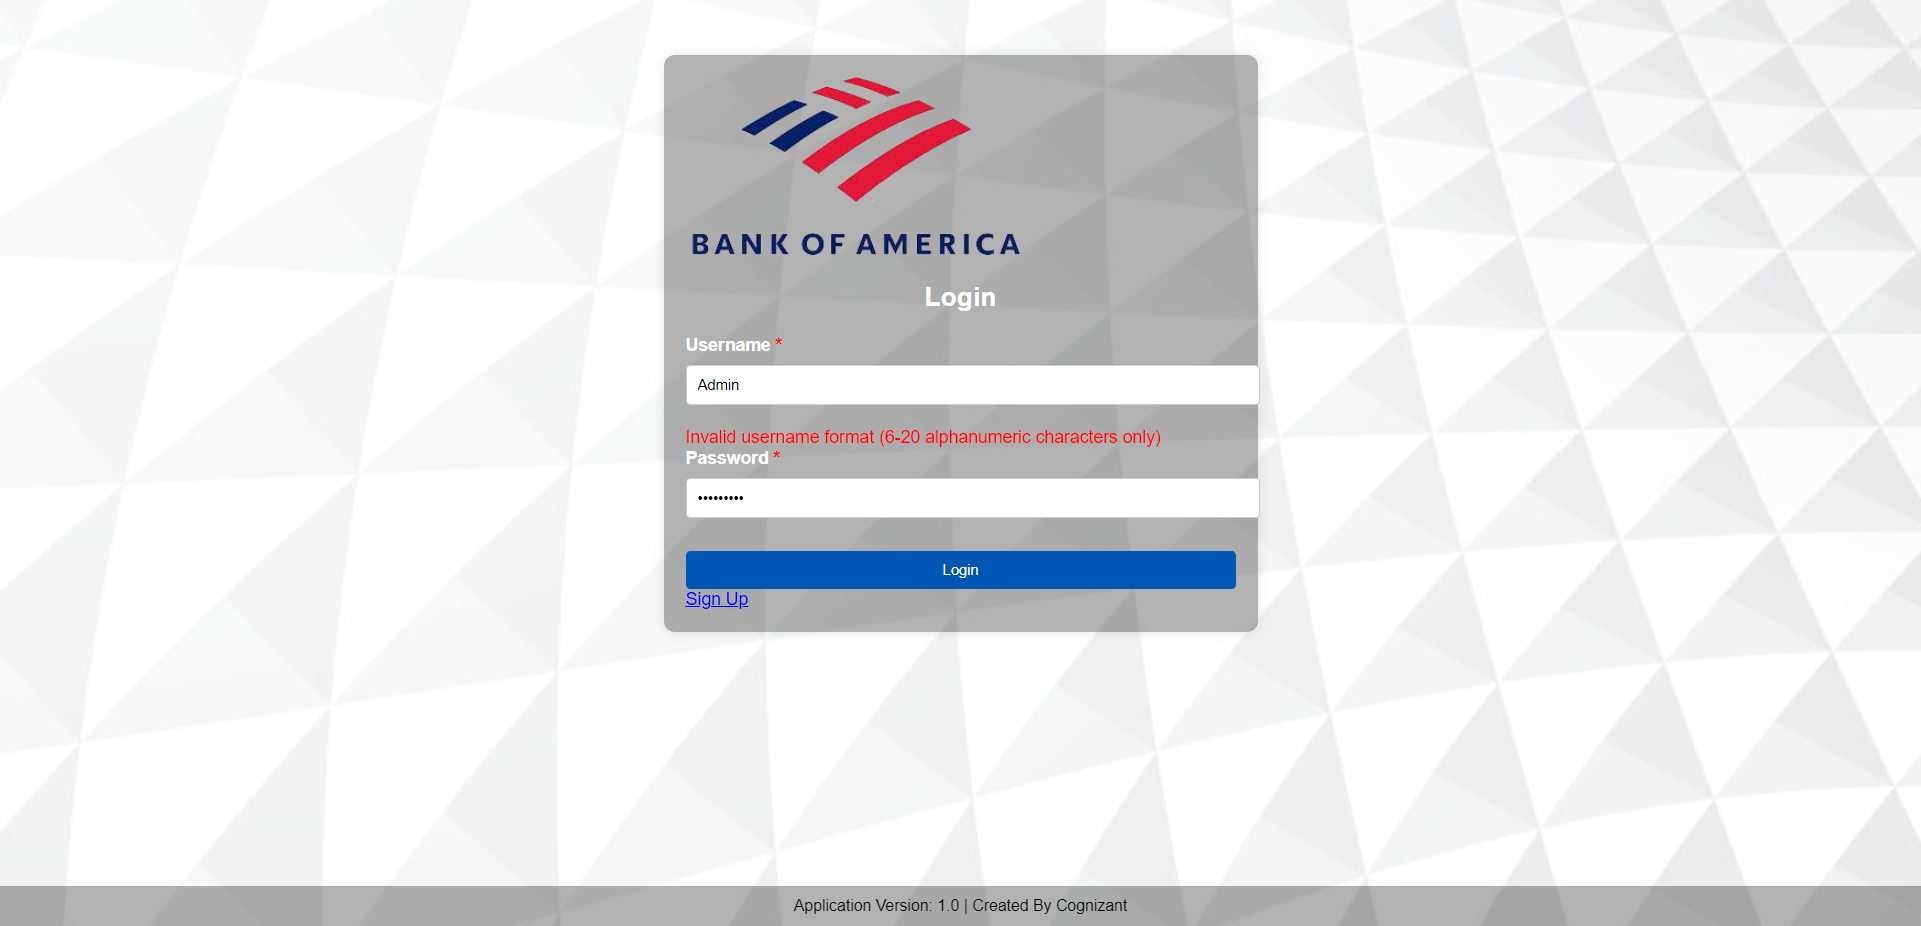 BANK OF AMERICA
Login
Username *
Admin
Invalid username format (6-20 alphanumeric characters only)
Password *
•••••••••
Login
Sign Up
Application Version: 1.0 | Created By Cognizant